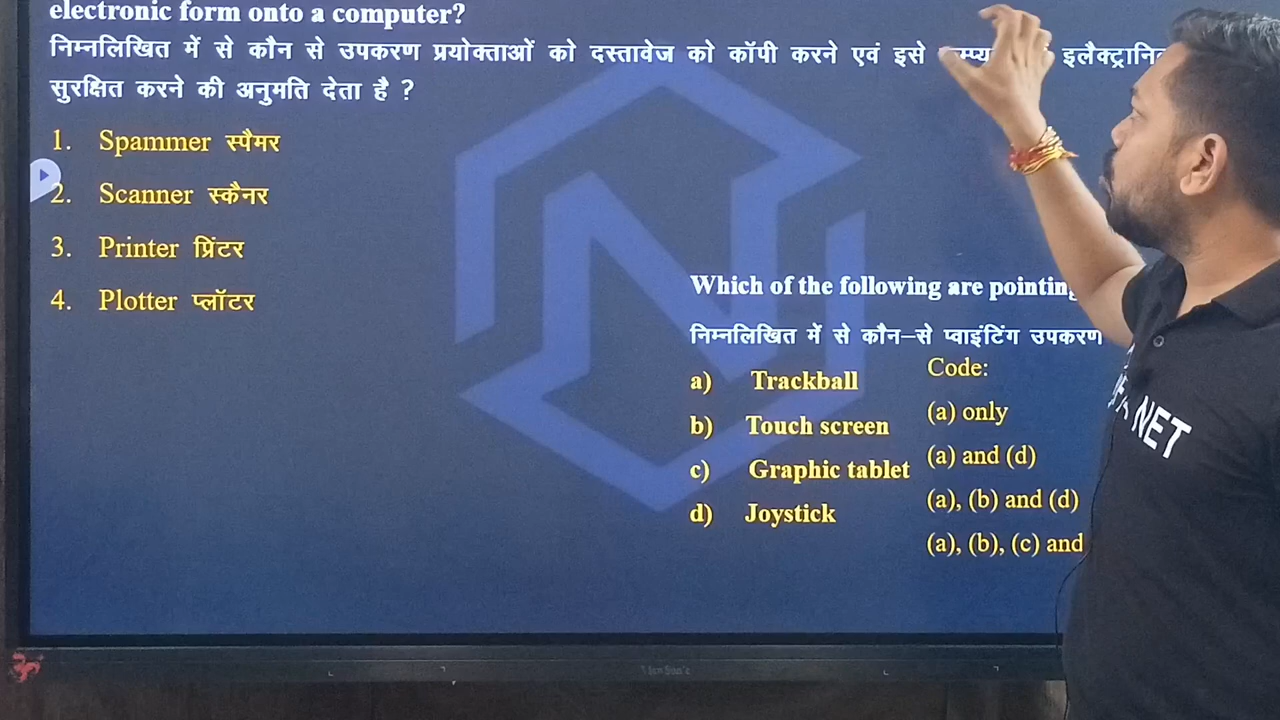 electronic form onto a computer?
निम्नलिखित में से कौन से उपकरण प्रयोक्ताओं को दस्तावेज को कॉपी करने एवं इसे
सुरक्षित करने की अनुमति देता है ?
1. Spammer स्पैमर
2. Scanner स्कैनर
3. Printer प्रिंटर
4. Plotter प्लॉटर
Which of the following are pointing
निम्नलिखित में से कौन–से प्वाइंटिंग उपकरण
a) Trackball
b) Touch screen
c) Graphic tablet
d) Joystick
Code:
(a) only
(a) and (d)
(a), (b) and (d)
(a), (b), (c) and
NET